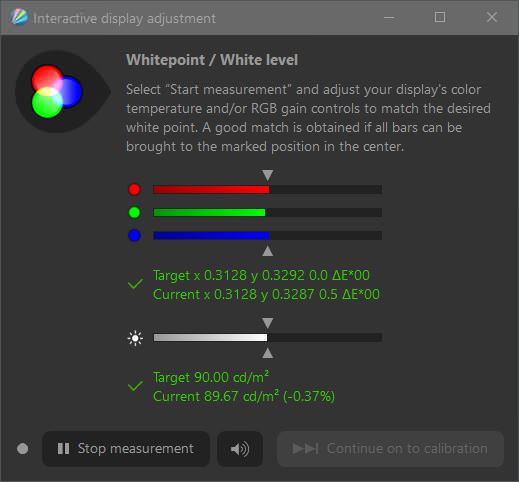 Interactive display adjustment
Whitepoint / White level
Select “Start measurement” and adjust your display's color
temperature and/or RGB gain controls to match the desired
white point. A good match is obtained if all bars can be
brought to the marked position in the center.
Target x 0.3128 y 0.3292 0.0 ΔE*00
Current x 0.3128 y 0.3287 0.5 ΔE*00
Target 90.00 cd/m²
Current 89.67 cd/m² (-0.37%)
Stop measurement
Continue on to calibration